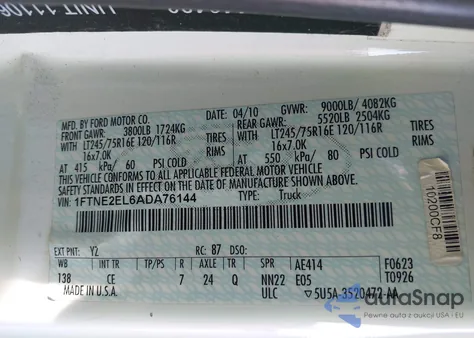 UNIT 11106
MFD. BY FORD MOTOR CO. 04/10 GVWR: 9000LB/ 4082KG
FRONT GAWR: 3800LB 1724KG REAR GAWR: 5520LB 2504KG
WITH LT245/75R16E 120/116R WITH LT245/75R16E 120/116R
16x7.0K 16x7.0K
AT 415 kPa/ 60 PSI COLD AT 550 kPa/ 80 PSI COLD
THIS VEHICLE CONFORMS TO ALL APPLICABLE FEDERAL MOTOR
VEHICLE SAFETY STANDARDS IN EFFECT ON THE DATE OF MANUFACTURE
SHOWN ABOVE.
VIN: 1FTNE2EL6ADA76144 TYPE: Truck
10200CF8
EXT PNT: Y2 RC: 87 DSO:
WB INT TR TP/PS R AXLE TR SPR AE414 F0623
138 CE 7 24 Q NN22 E05 T0926
MADE IN U.S.A. ULC 5U5A-3520472-AA
autoSnap
Pewne auto z